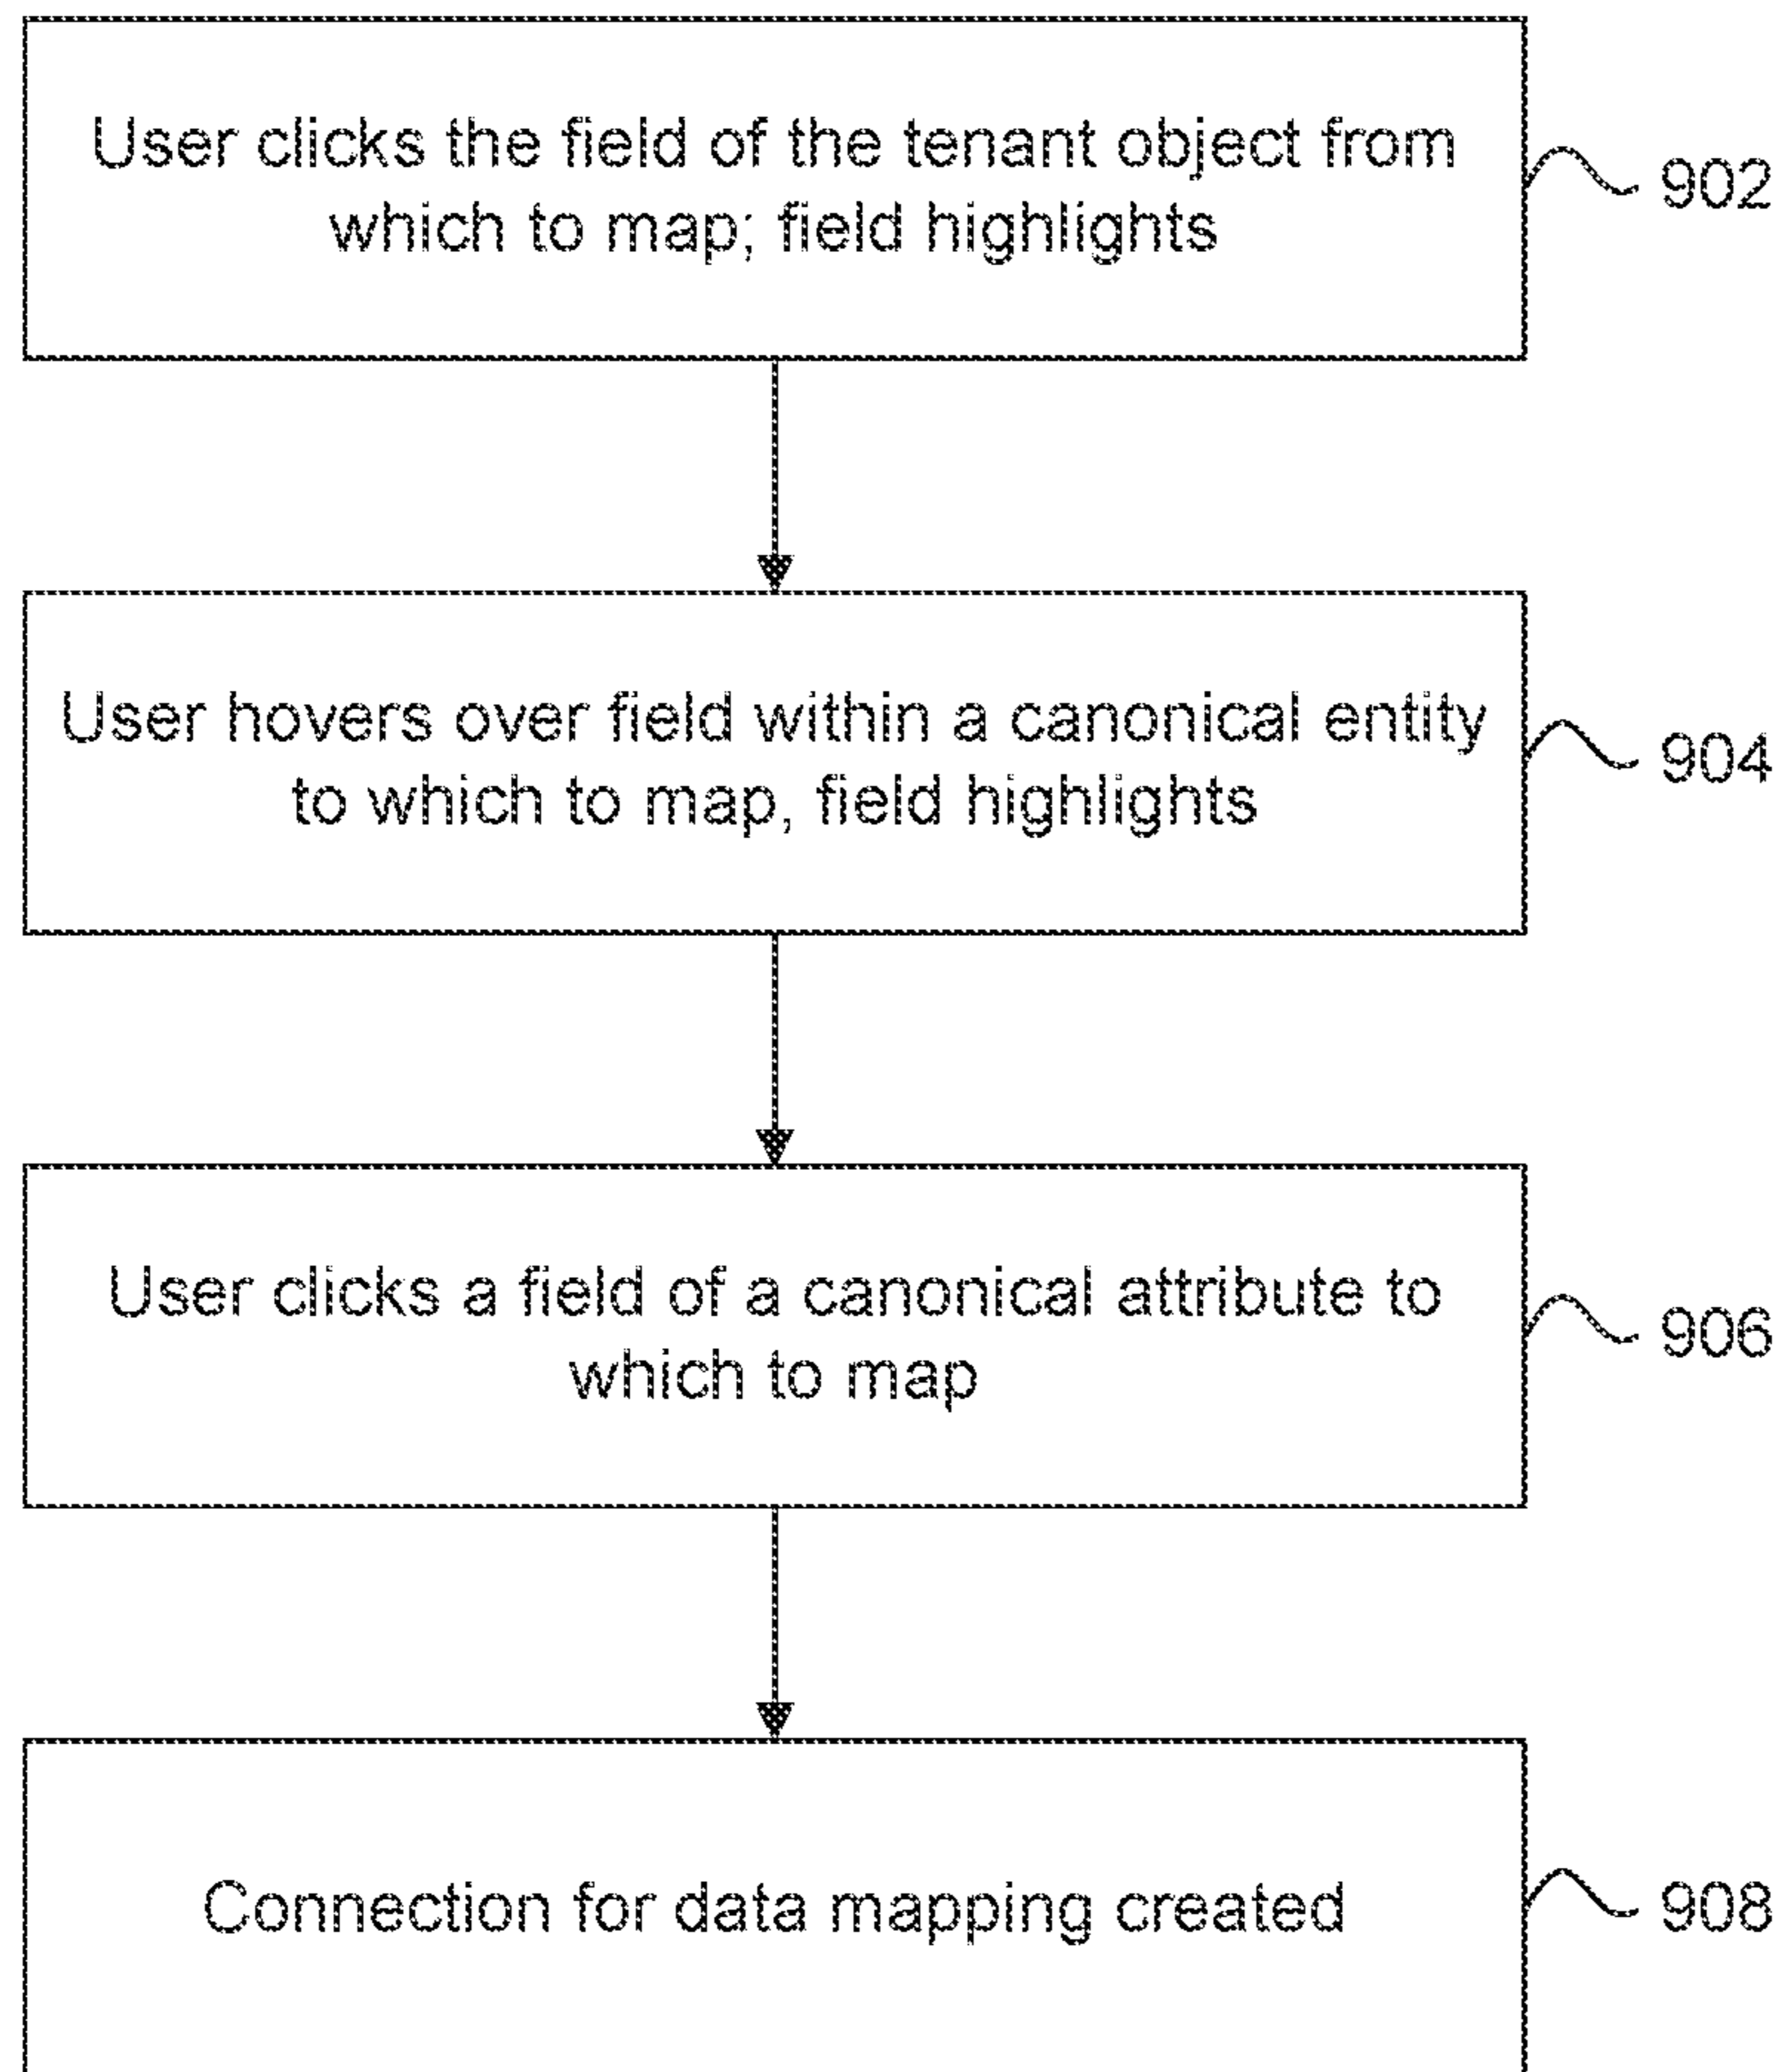 User clicks the field of the tenant object from
which to map; field highlights
902
User hovers over field within a canonical entity
to which to map, field highlights
904
User clicks a field of a canonical attribute to
which to map
906
Connection for data mapping created
908